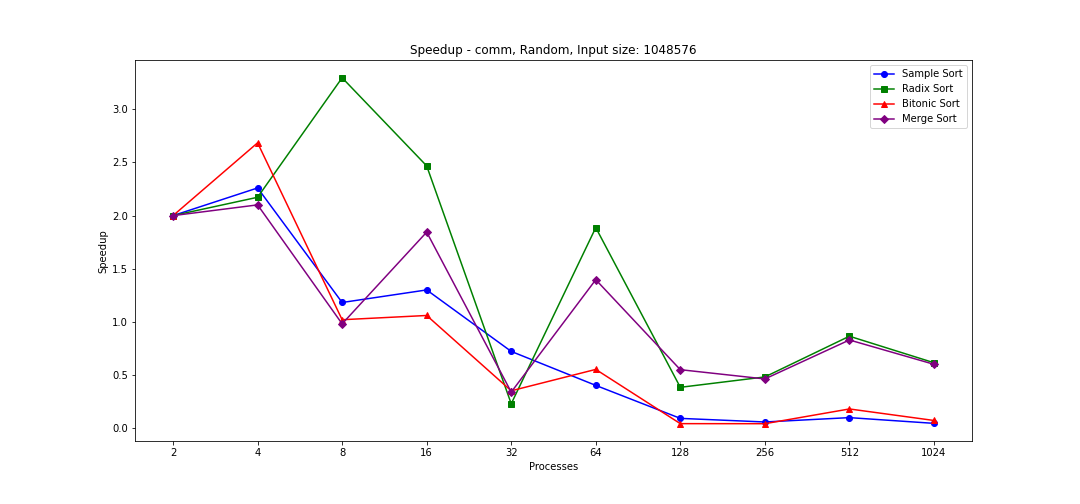 Speedup - comm, Random, Input size: 1048576
Sample Sort
Radix Sort
Bitonic Sort
Merge Sort
Speedup
3.0
2.5
2.0
1.5
1.0
0.5
0.0
2 4 8 16 32 64 128 256 512 1024
Processes